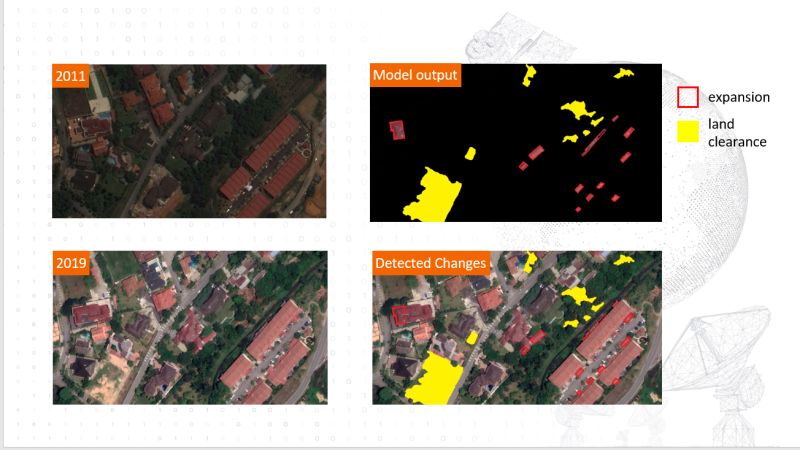 2011
Model output
expansion
land
clearance
2019
Detected Changes